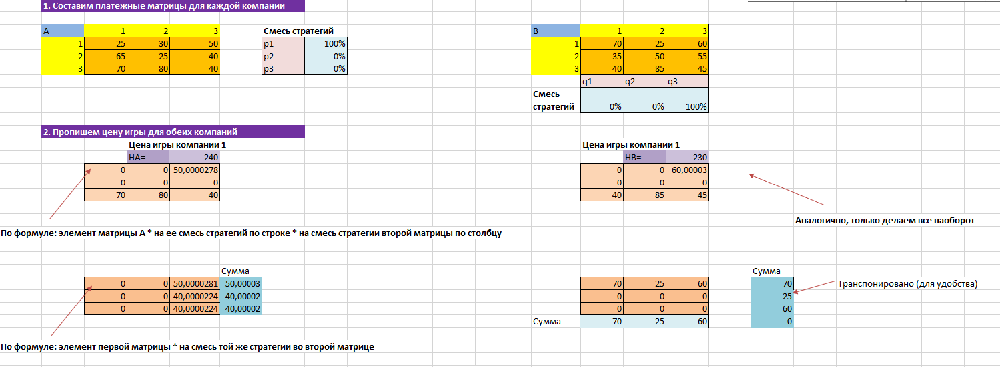 1. Составим платежные матрицы для каждой компании
A 1 2 3 Смесь стратегий B 1 2 3
1 25 30 50 p1 100% 1 70 25 60
2 65 25 40 p2 0% 2 35 50 55
3 70 80 40 p3 0% 3 40 85 45
q1 q2 q3
Смесь
стратегий 0% 0% 100%
2. Пропишем цену игры для обеих компаний
Цена игры компании 1 Цена игры компании 1
HA= 240 HB= 230
0 0 50,0000278 0 0 60,00003
0 0 0 0 0 0
70 80 40 40 85 45
Аналогично, только делаем все наоборот
По формуле: элемент матрицы А * на ее смесь стратегий по строке * на смесь стратегии второй матрицы по столбцу
Сумма Сумма
0 0 50,0000281 50,00003 70 25 60 70 Транспонировано (для удобства)
0 0 40,0000224 40,00002 0 0 0 25
0 0 40,0000224 40,00002 0 0 0 60
Сумма 70 25 60 0
По формуле: элемент первой матрицы * на смесь той же стратегии во второй матрице